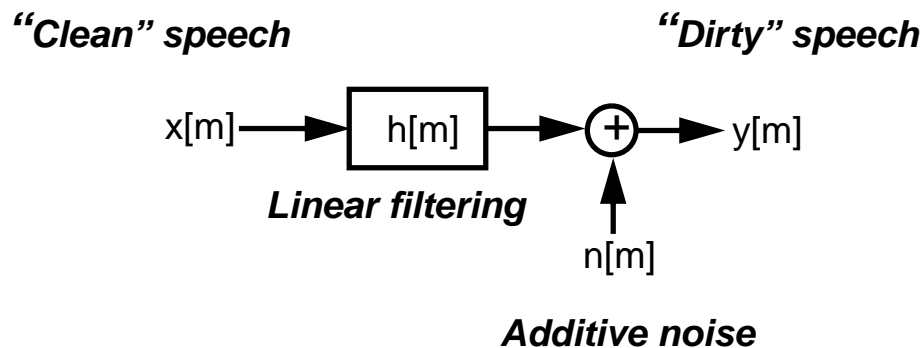 “Clean” speech
“Dirty” speech
x[m]
h[m]
+
y[m]
Linear filtering
n[m]
Additive noise